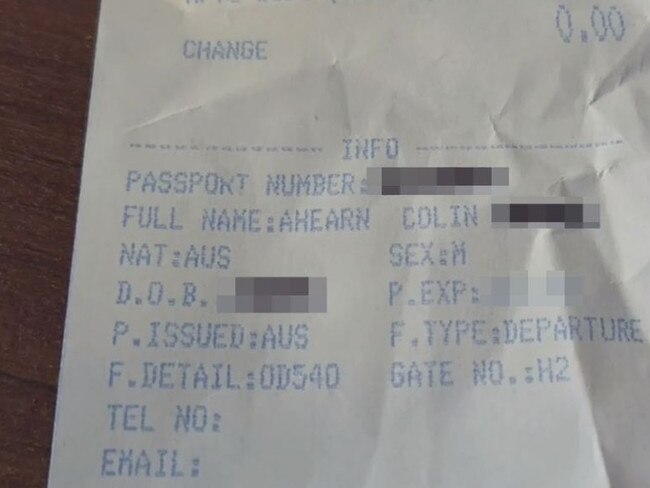 0.00
CHANGE
INFO
PASSPORT NUMBER:
FULL NAME:AHEARN COLIN
NAT:AUS SEX:M
D.O.B. P.EXP:
P.ISSUED:AUS F.TYPE:DEPARTURE
F.DETAIL:OD540 GATE NO.:H2
TEL NO:
EMAIL: